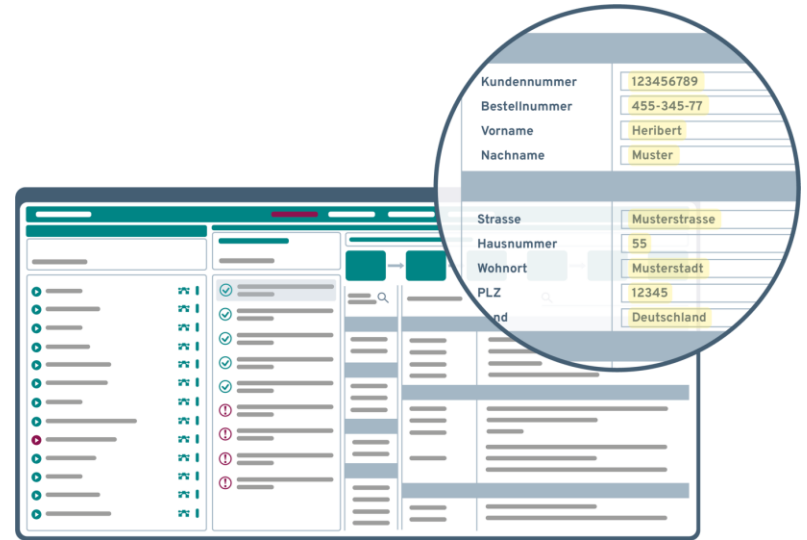 Kundennummer 123456789
Bestellnummer 455-345-77
Vorname Heribert
Nachname Muster
Strasse Musterstrasse
Hausnummer 55
Wohnort Musterstadt
PLZ 12345
Deutschland